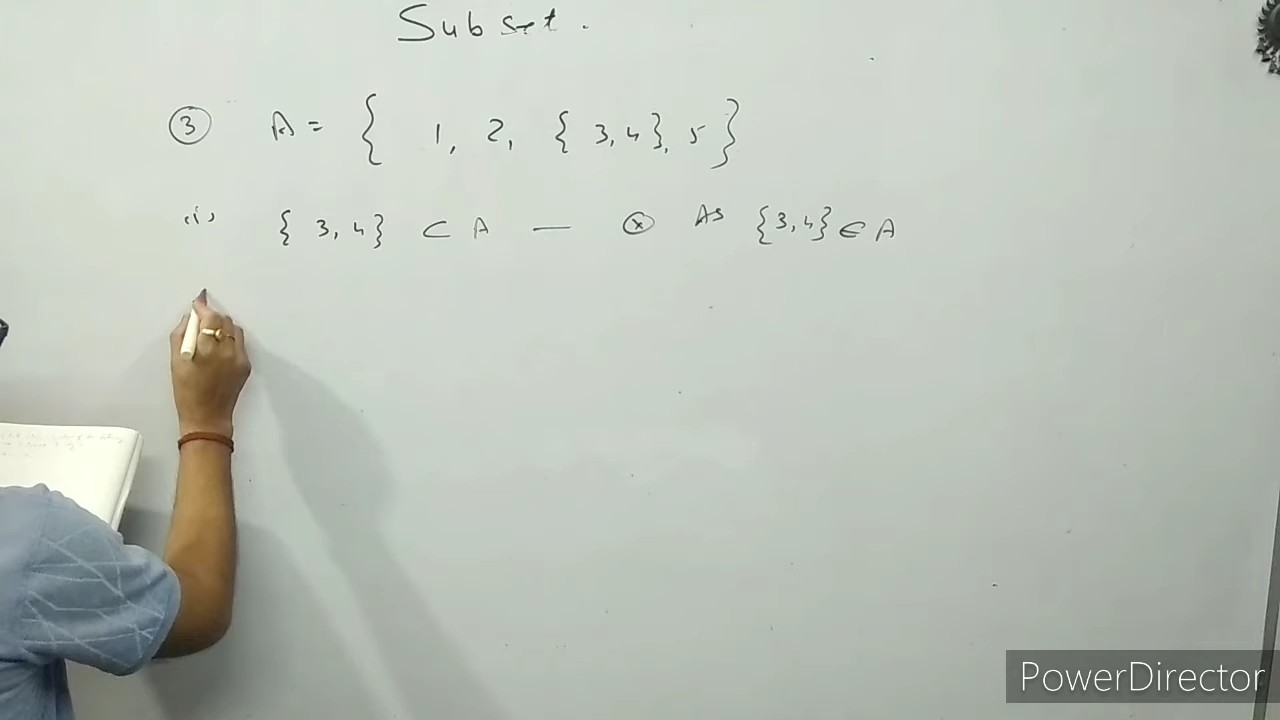 Subset.
③ A = { 1, 2, { 3, 4 }, 5 }
(i) { 3, 4 } ⊂ A — ⓧ As {3, 4} ∈ A
PowerDirector